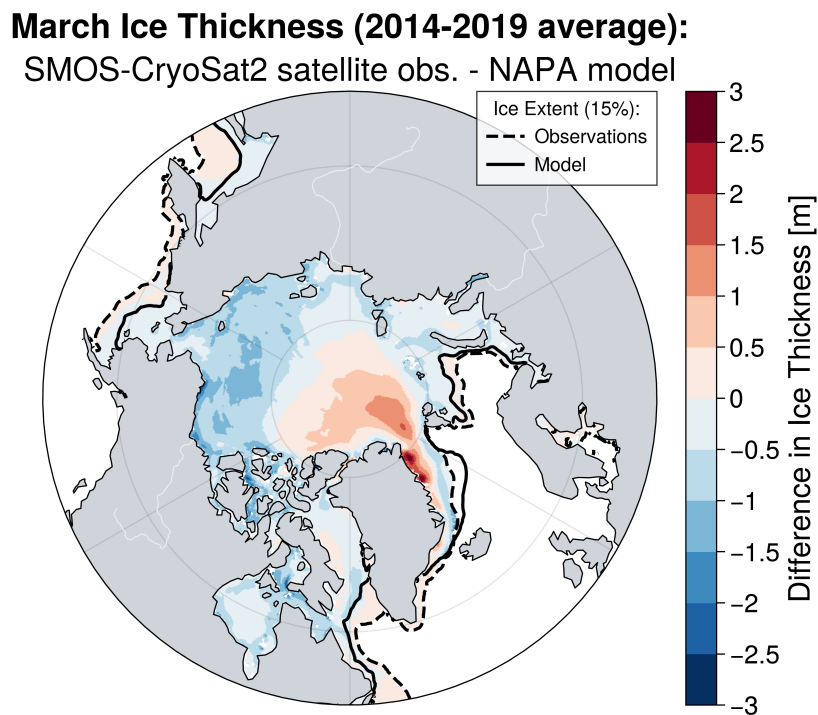 March Ice Thickness (2014-2019 average):
SMOS-CryoSat2 satellite obs. - NAPA model
Ice Extent (15%):
Observations
Model
3
2.5
2
1.5
1
0.5
0
−0.5
−1
−1.5
−2
−2.5
−3
Difference in Ice Thickness [m]